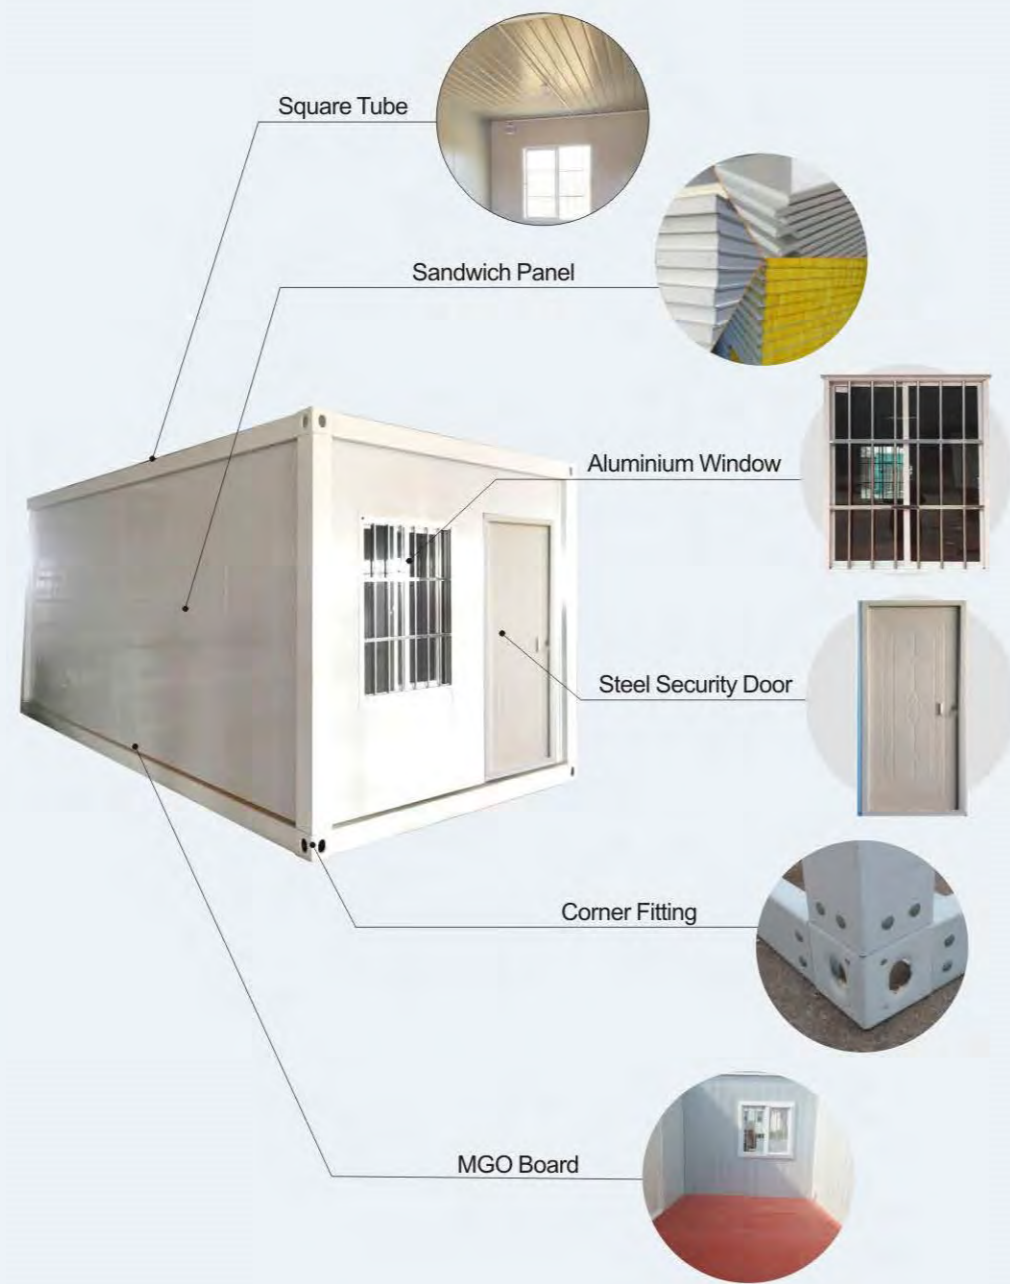 Square Tube
Sandwich Panel
Aluminium Window
Steel Security Door
Corner Fitting
MGO Board